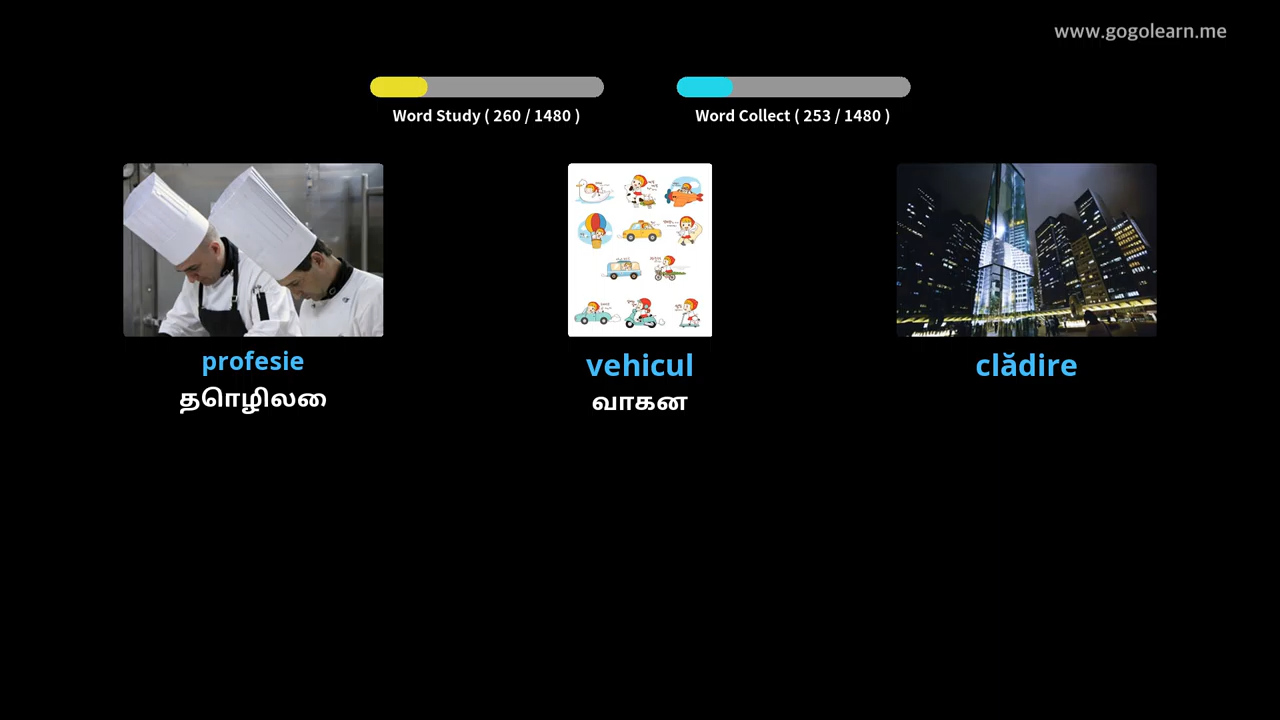 www.gogolearn.me
Word Study ( 260 / 1480 )
Word Collect ( 253 / 1480 )
profesie
vehicul
clădire
தொழிலை
வாகன